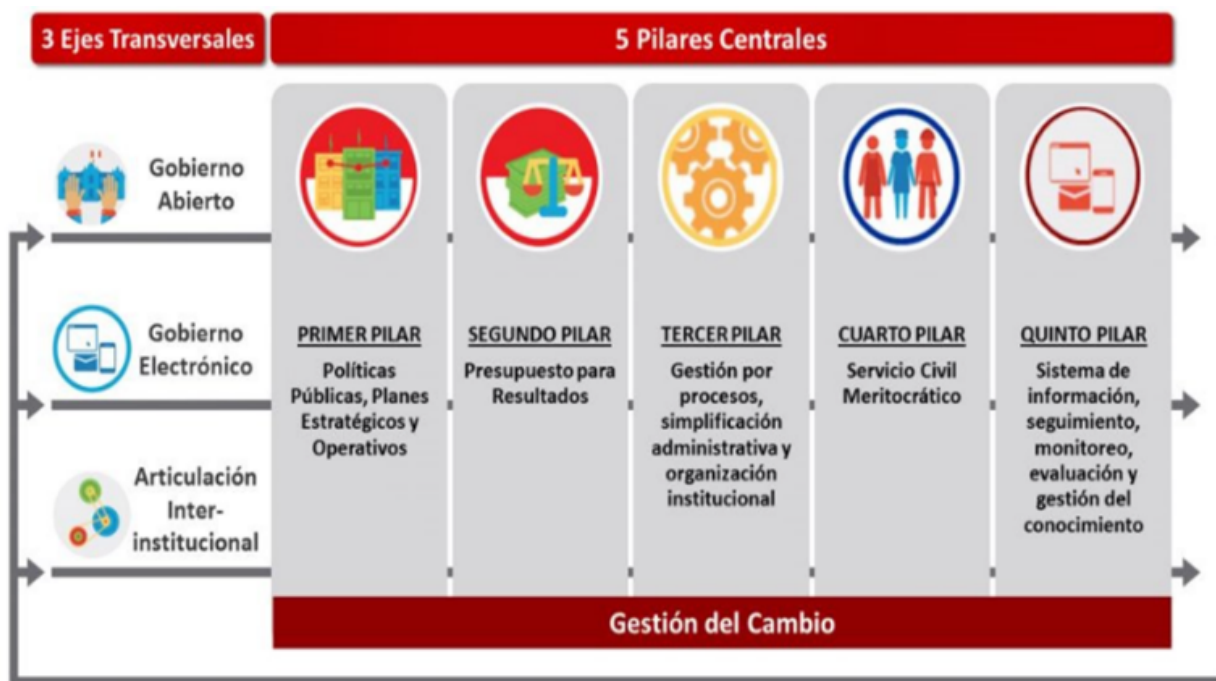 3 Ejes Transversales
5 Pilares Centrales
Gobierno
Abierto
Gobierno
Electrónico
Articulación
Inter-
institucional
PRIMER PILAR
Políticas
Públicas, Planes
Estratégicos y
Operativos
SEGUNDO PILAR
Presupuesto para
Resultados
TERCER PILAR
Gestión por
procesos,
simplificación
administrativa y
organización
institucional
CUARTO PILAR
Servicio Civil
Meritocrático
QUINTO PILAR
Sistema de
información,
seguimiento,
monitoreo,
evaluación y
gestión del
conocimiento
Gestión del Cambio